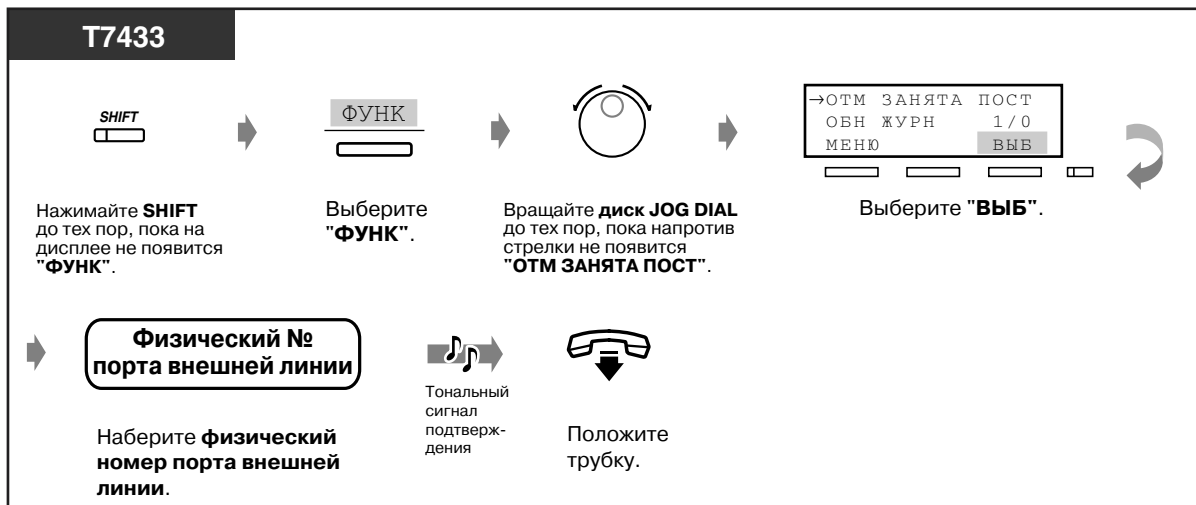 T7433
SHIFT
Нажимайте SHIFT
до тех пор, пока на
дисплее не появится
"ФУНК".
ФУНК
Выберите
"ФУНК".
Вращайте диск JOG DIAL
до тех пор, пока напротив
стрелки не появится
"ОТМ ЗАНЯТА ПОСТ".
→ОТМ ЗАНЯТА ПОСТ
ОБН ЖУРН 1/0
МЕНЮ ВЫБ
Выберите "ВЫБ".
Физический №
порта внешней линии
Наберите физический
номер порта внешней
линии.
Тональный
сигнал
подтверж-
дения
Положите
трубку.